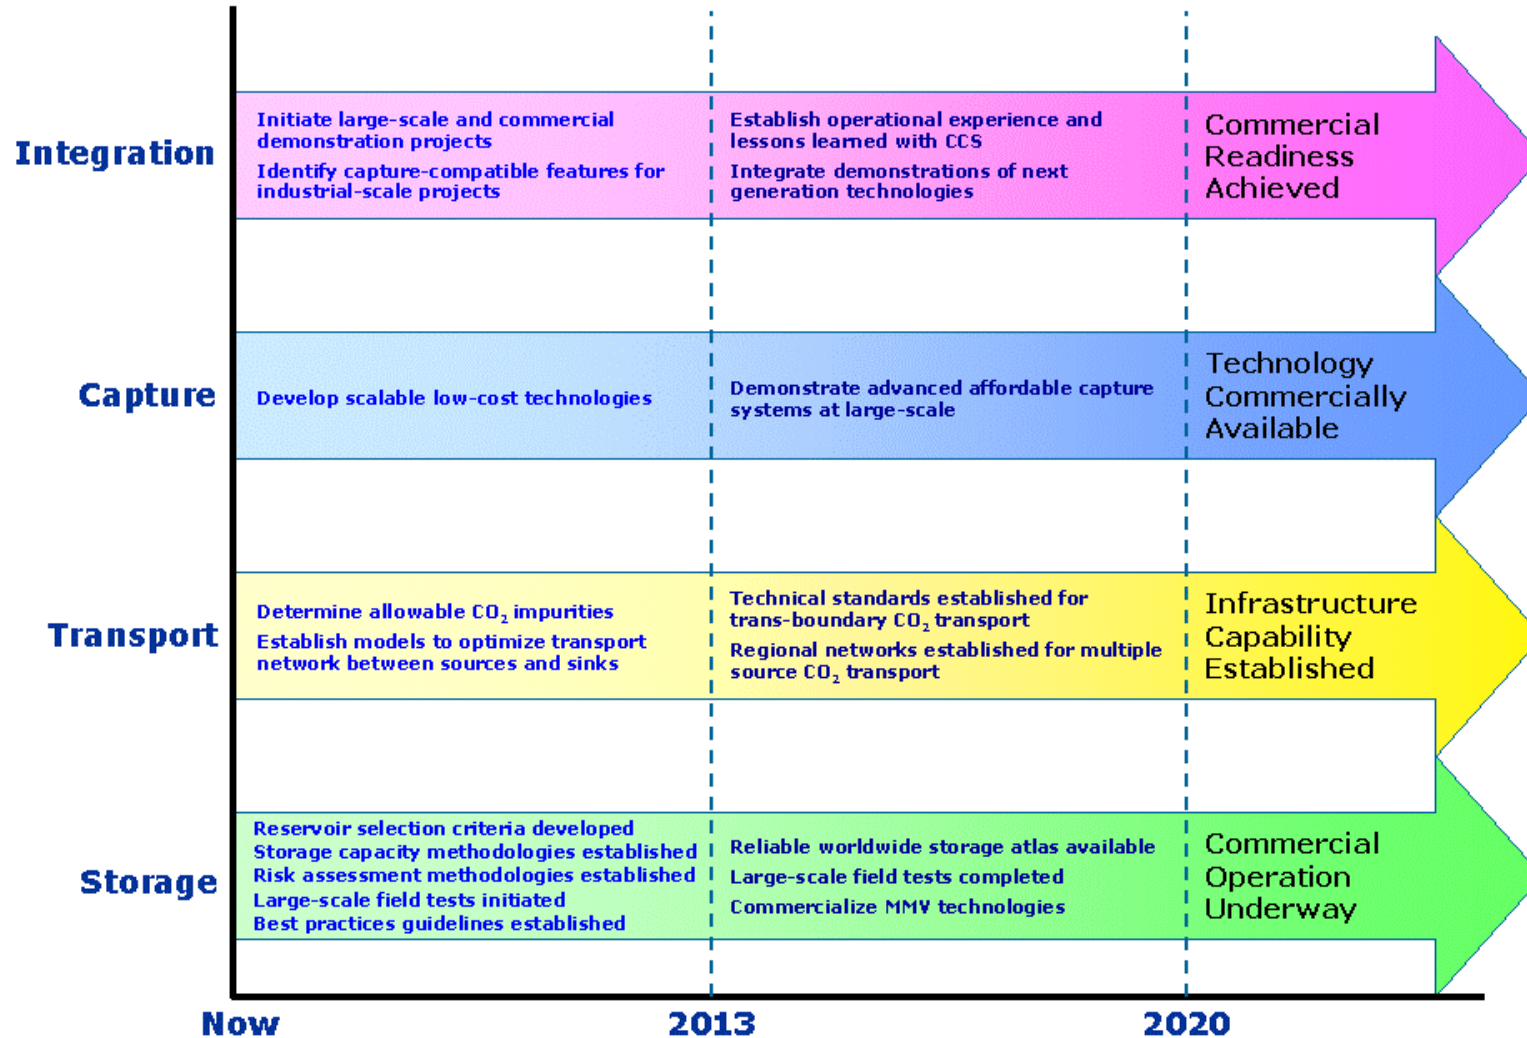 Integration
Initiate large-scale and commercial
demonstration projects
Identify capture-compatible features for
industrial-scale projects
Establish operational experience and
lessons learned with CCS
Integrate demonstrations of next
generation technologies
Commercial
Readiness
Achieved
Capture
Develop scalable low-cost technologies
Demonstrate advanced affordable capture
systems at large-scale
Technology
Commercially
Available
Transport
Determine allowable CO₂ impurities
Establish models to optimize transport
network between sources and sinks
Technical standards established for
trans-boundary CO₂ transport
Regional networks established for multiple
source CO₂ transport
Infrastructure
Capability
Established
Storage
Reservoir selection criteria developed
Storage capacity methodologies established
Risk assessment methodologies established
Large-scale field tests initiated
Best practices guidelines established
Reliable worldwide storage atlas available
Large-scale field tests completed
Commercialize MMV technologies
Commercial
Operation
Underway
Now
2013
2020